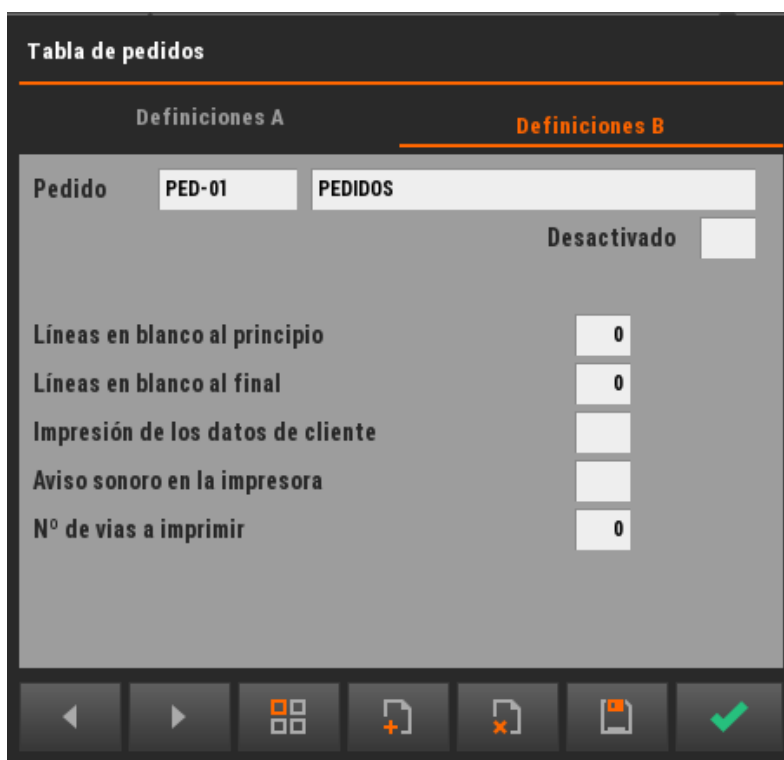 Tabla de pedidos
Definiciones A Definiciones B
Pedido PED-01 PEDIDOS
Desactivado
Líneas en blanco al principio 0
Líneas en blanco al final 0
Impresión de los datos de cliente
Aviso sonoro en la impresora
Nº de vias a imprimir 0